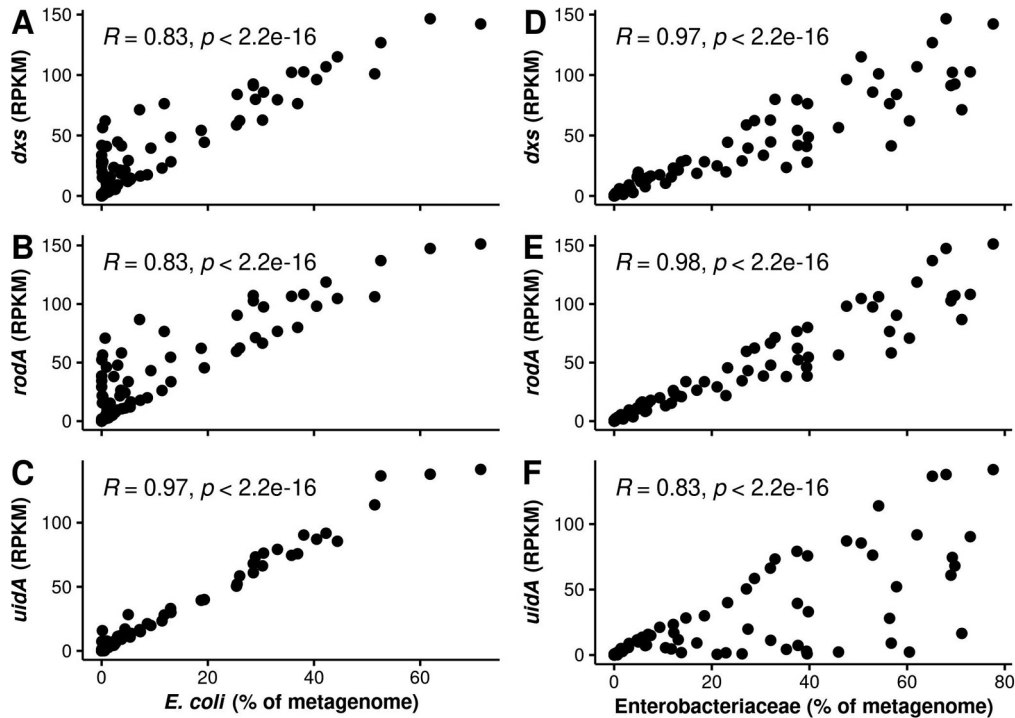 A
R = 0.83, p < 2.2e-16
dxs (RPKM)
150
100
50
0
D
R = 0.97, p < 2.2e-16
dxs (RPKM)
150
100
50
0
B
R = 0.83, p < 2.2e-16
rodA (RPKM)
150
100
50
0
E
R = 0.98, p < 2.2e-16
rodA (RPKM)
150
100
50
0
C
R = 0.97, p < 2.2e-16
uidA (RPKM)
100
50
0
0 20 40 60
E. coli (% of metagenome)
F
R = 0.83, p < 2.2e-16
uidA (RPKM)
100
50
0
0 20 40 60 80
Enterobacteriaceae (% of metagenome)